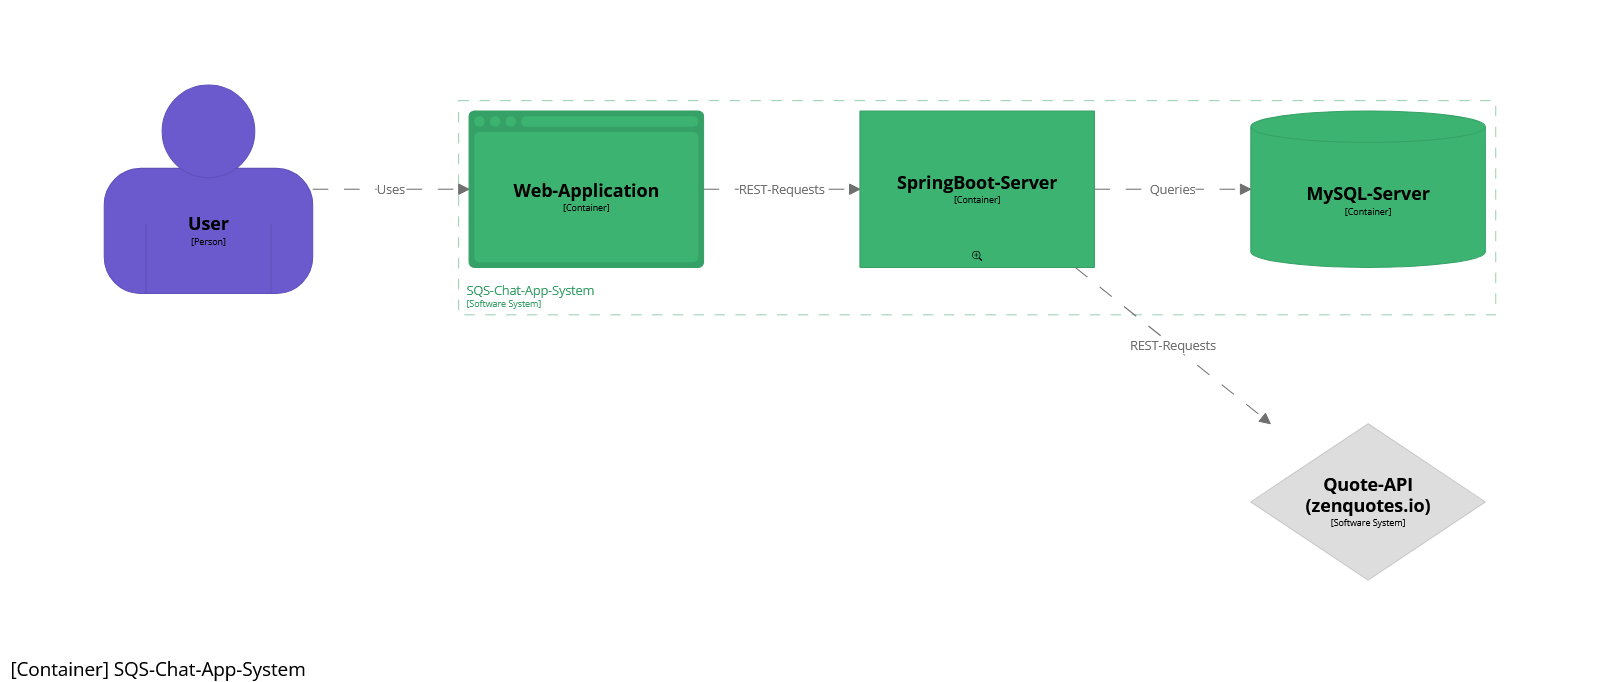 User
[Person]
Uses
Web-Application
[Container]
REST-Requests
SpringBoot-Server
[Container]
Queries
MySQL-Server
[Container]
SQS-Chat-App-System
[Software System]
REST-Requests
Quote-API
(zenquotes.io)
[Software System]
[Container] SQS-Chat-App-System